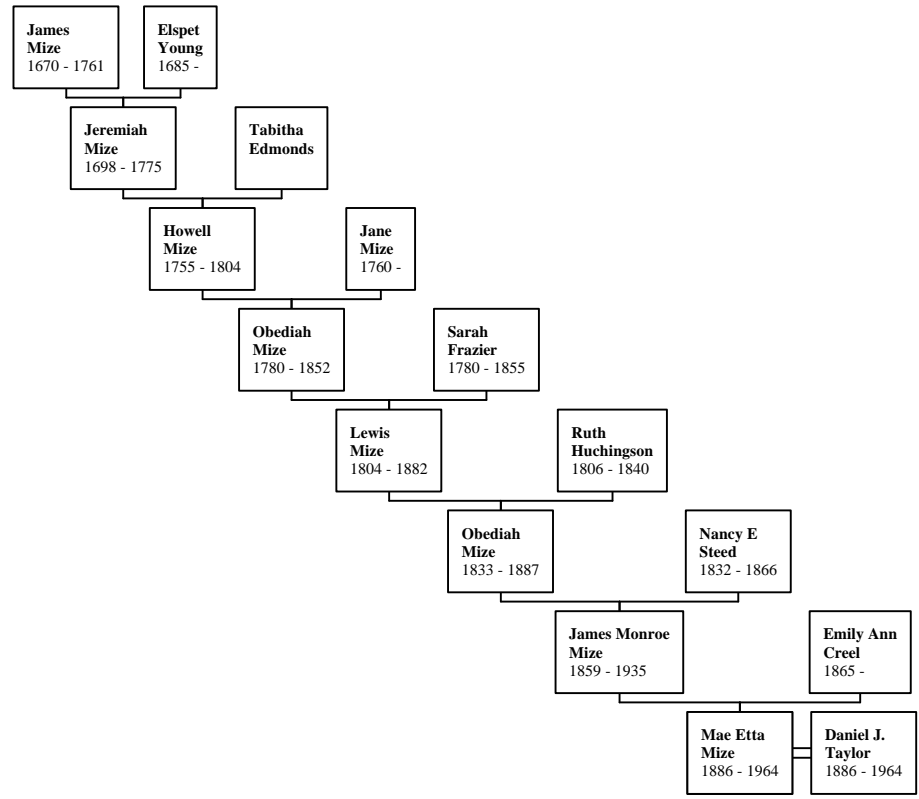 James
Mize
1670 - 1761
Elspet
Young
1685 -
Jeremiah
Mize
1698 - 1775
Tabitha
Edmonds
Howell
Mize
1755 - 1804
Jane
Mize
1760 -
Obediah
Mize
1780 - 1852
Sarah
Frazier
1780 - 1855
Lewis
Mize
1804 - 1882
Ruth
Huchingson
1806 - 1840
Obediah
Mize
1833 - 1887
Nancy E
Steed
1832 - 1866
James Monroe
Mize
1859 - 1935
Emily Ann
Creel
1865 -
Mae Etta
Mize
1886 - 1964
Daniel J.
Taylor
1886 - 1964